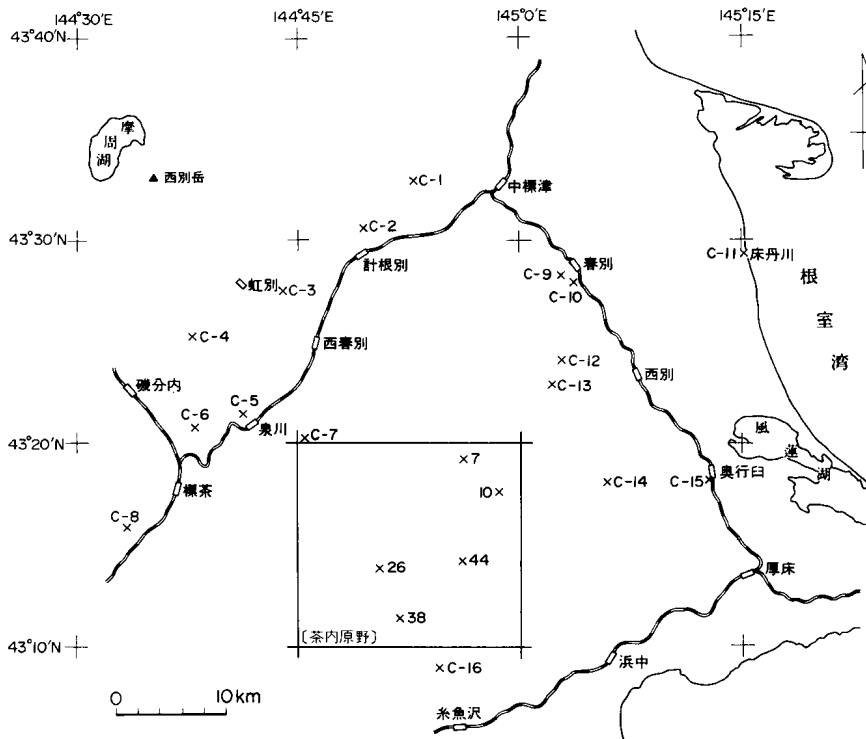 144°30'E
144°45'
145°0'
145°15'
43°40'N
摩周湖
▲西別岳
×C-1
中標津
×C-2
43°30'N
計根別
春別
C-9×
C-10
C-11
床丹川
根室湾
虹別
×C-3
×C-4
西春別
×C-12
×C-13
西別
磯分内
C-6
C-5
泉川
43°20'N
×C-7
×7
10×
風蓮湖
標茶
×C-14
C-15×
奥行臼
C-8
×26
×44
厚床
×38
〔茶内原野〕
43°10'N
×C-16
浜中
0 10km
糸魚沢